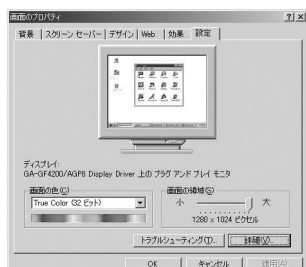 画面のプロパティ
背景 スクリーン セーバー デザイン Web 効果 設定
ディスプレイ:
GA-GF4200/AGP8 Display Driver 上の プラグ アンド プレイ モニタ
画面の色(C)
True Color (32 ビット)
画面の領域(S)
小 大
1280 x 1024 ピクセル
トラブルシューティング(T)... 詳細(V)...
OK キャンセル 適用(A)